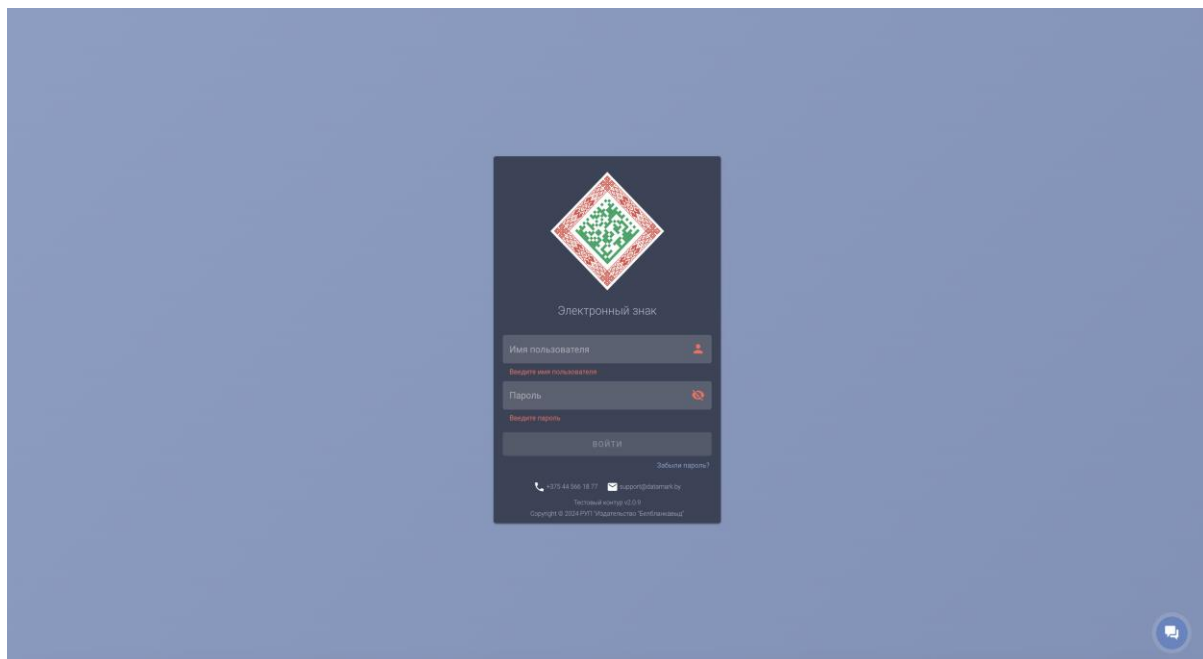 Электронный знак
Имя пользователя
Введите имя пользователя
Пароль
Введите пароль
ВОЙТИ
Забыли пароль?
+375 44 566 18 77 support@datamark.by
Тестовый контур v2.0.9
Copyright © 2024 РУП "Издательство "Белбланкавыд"